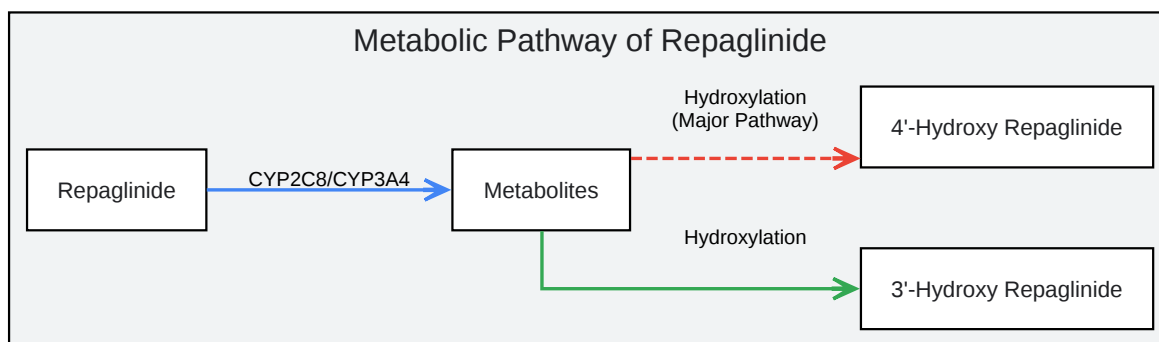 Metabolic Pathway of Repaglinide
Hydroxylation
(Major Pathway)
4'-Hydroxy Repaglinide
Repaglinide
CYP2C8/CYP3A4
Metabolites
Hydroxylation
3'-Hydroxy Repaglinide